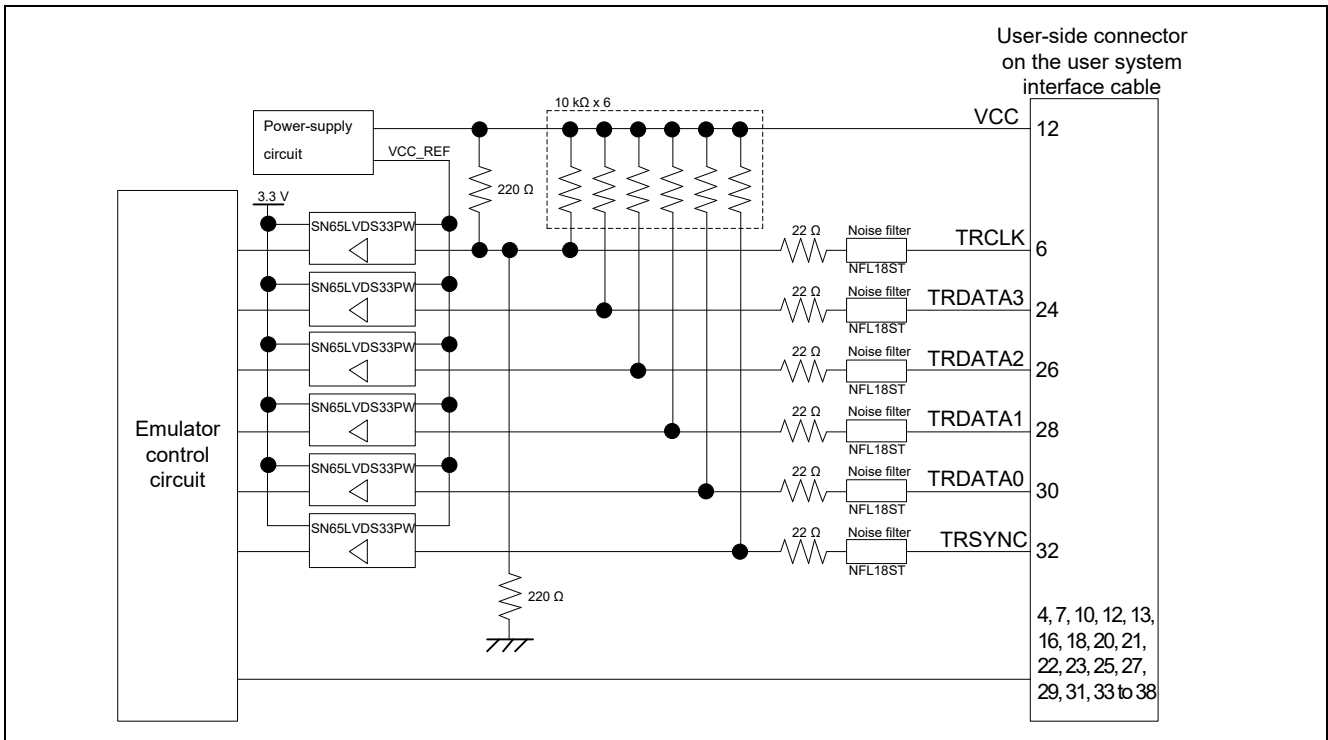 User-side connector
on the user system
interface cable
10 kΩ x 6
VCC
12
Power-supply
circuit
VCC_REF
220 Ω
3.3 V
SN65LVDS33PW
22 Ω
Noise filter
NFL18ST
TRCLK
6
SN65LVDS33PW
22 Ω
Noise filter
NFL18ST
TRDATA3
24
SN65LVDS33PW
22 Ω
Noise filter
NFL18ST
TRDATA2
26
SN65LVDS33PW
22 Ω
Noise filter
NFL18ST
TRDATA1
28
Emulator
control
circuit
SN65LVDS33PW
22 Ω
Noise filter
NFL18ST
TRDATA0
30
SN65LVDS33PW
22 Ω
Noise filter
NFL18ST
TRSYNC
32
220 Ω
4, 7, 10, 12, 13,
16, 18, 20, 21,
22, 23, 25, 27,
29, 31, 33 to 38